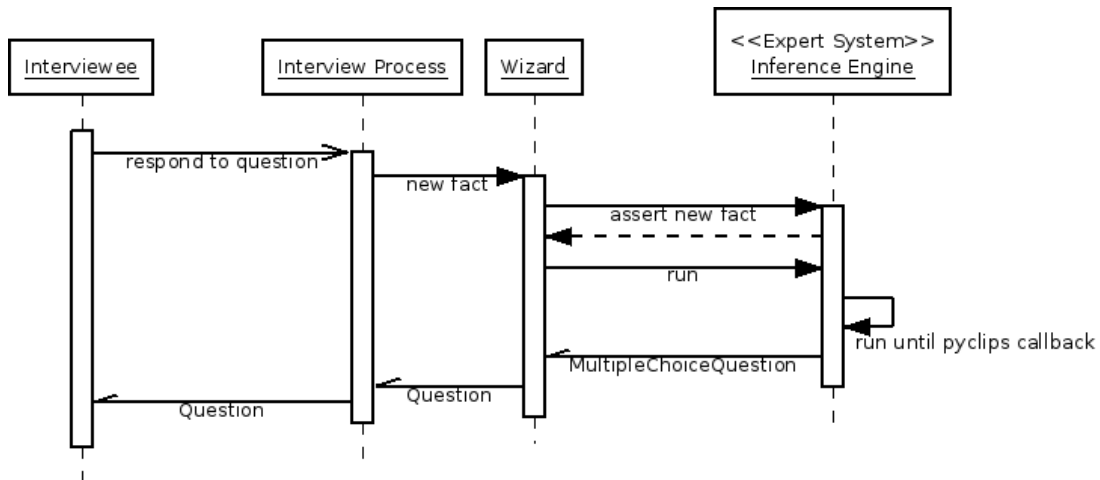 <<Expert System>>
Interviewee
Interview Process
Wizard
Inference Engine
respond to question
new fact
assert new fact
run
run until pyclips callback
MultipleChoiceQuestion
Question
Question